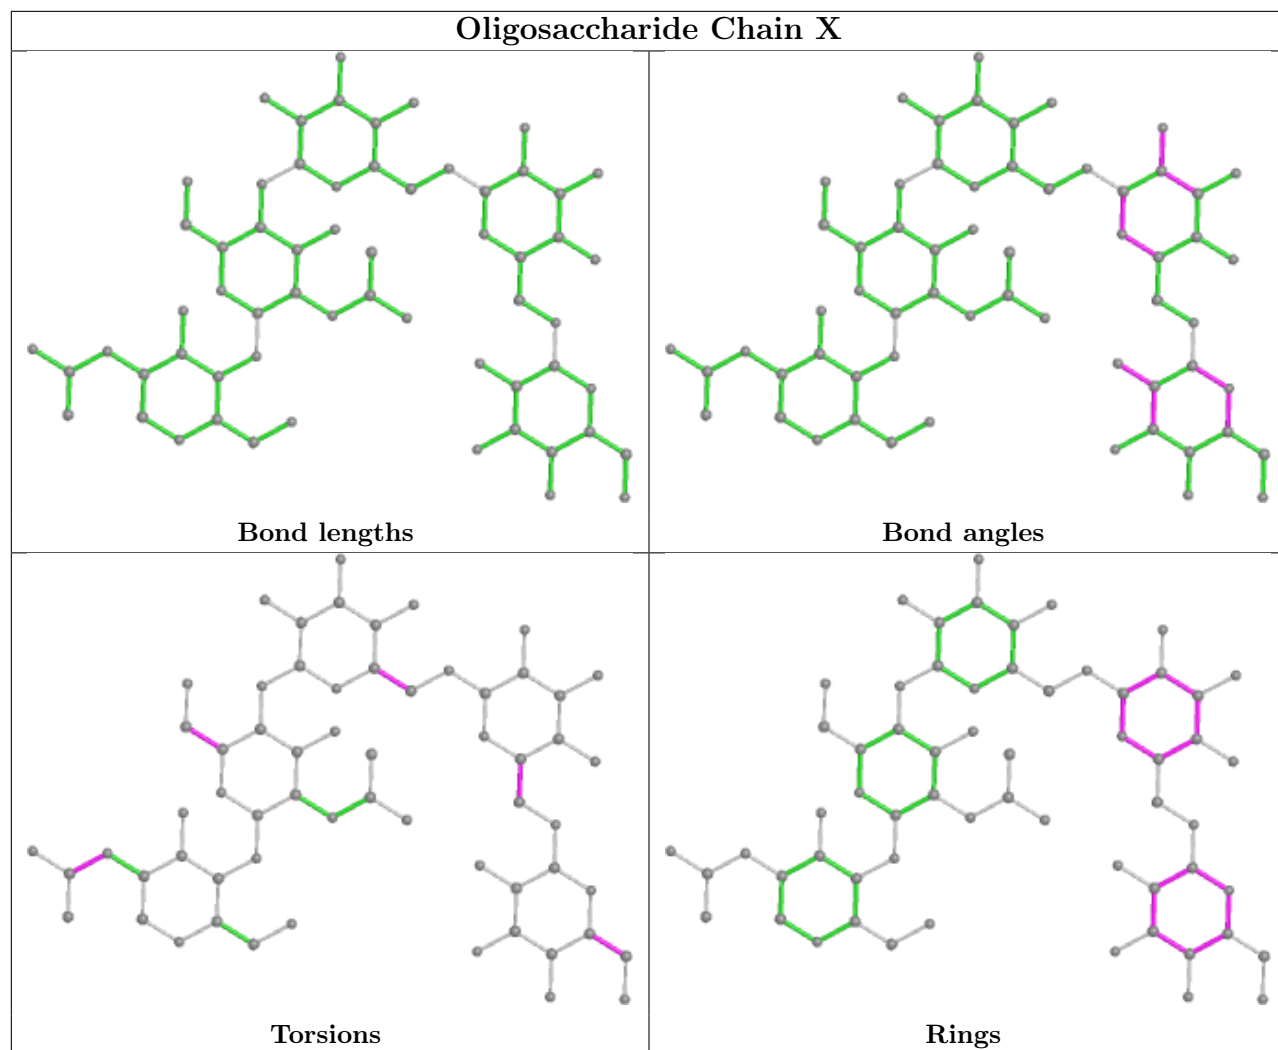 Oligosaccharide Chain X
Bond lengths
Bond angles
Torsions
Rings